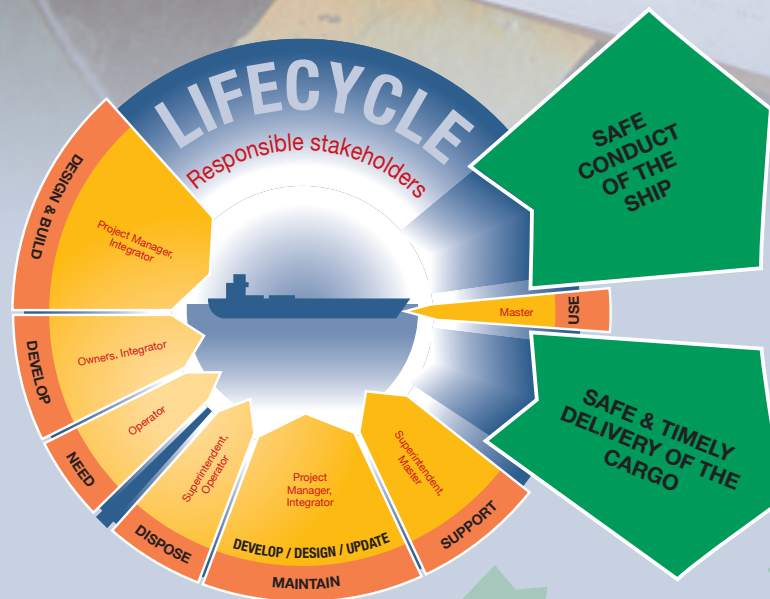 LIFECYCLE
Responsible stakeholders
SAFE
CONDUCT
OF THE
SHIP
DESIGN & BUILD
Project Manager,
Integrator
Master
USE
DEVELOP
Owners, Integrator
NEED
Operator
DISPOSE
Superintendent,
Operator
Project
Manager,
Integrator
DEVELOP / DESIGN / UPDATE
MAINTAIN
Superintendent,
Master
SUPPORT
SAFE & TIMELY
DELIVERY OF THE
CARGO